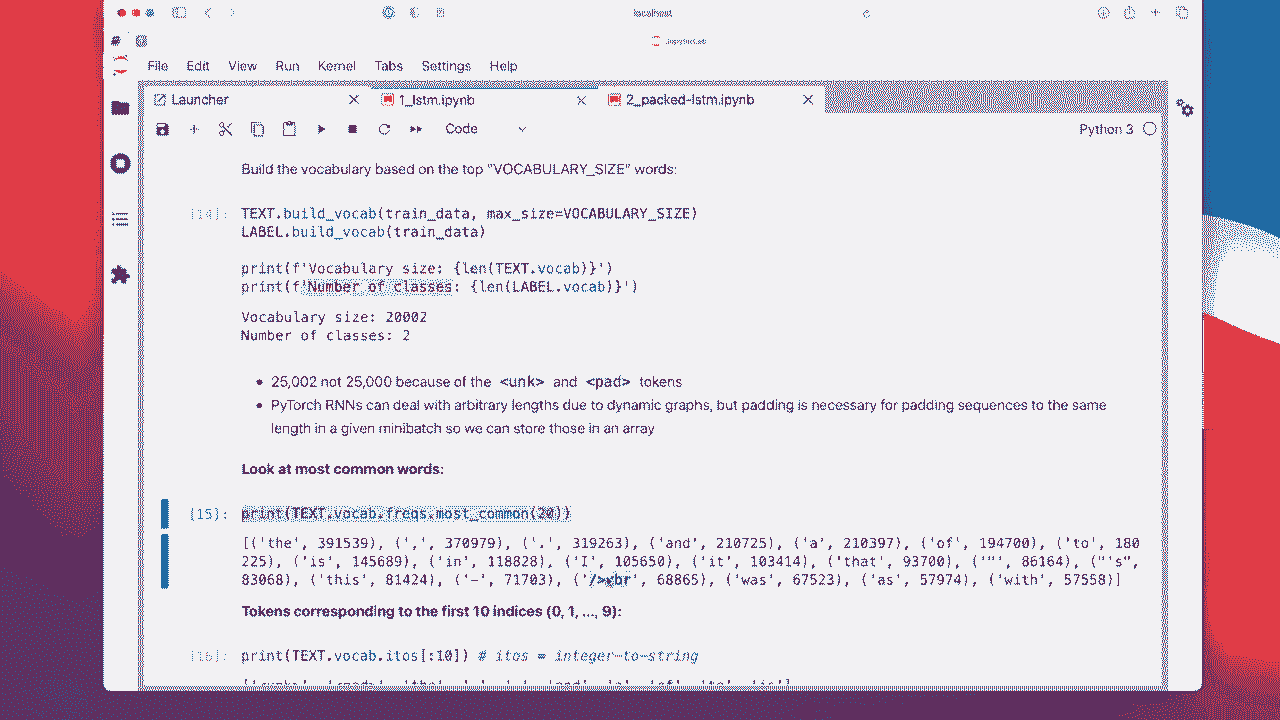 localhost
JupyterLab
File Edit View Run Kernel Tabs Settings Help
Launcher 1_lstm.ipynb 2_packed-lstm.ipynb
Code Python 3
Build the vocabulary based on the top "VOCABULARY_SIZE" words:
[14]: TEXT.build_vocab(train_data, max_size=VOCABULARY_SIZE)
LABEL.build_vocab(train_data)
print(f'Vocabulary size: {len(TEXT.vocab)}')
print(f'Number of classes: {len(LABEL.vocab)}')
Vocabulary size: 20002
Number of classes: 2
• 25,002 not 25,000 because of the <unk> and <pad> tokens
• PyTorch RNNs can deal with arbitrary lengths due to dynamic graphs, but padding is necessary for padding sequences to the same
length in a given minibatch so we can store those in an array
Look at most common words:
[15]: print(TEXT.vocab.freqs.most_common(20))
[('the', 391539), (',', 370979), ('.', 319263), ('and', 210725), ('a', 210397), ('of', 194700), ('to', 180
225), ('is', 145689), ('in', 118828), ('I', 105650), ('it', 103414), ('that', 93700), ('"', 86164), ("'s",
83068), ('this', 81424), ('-', 71703), ('/><br', 68865), ('was', 67523), ('as', 57974), ('with', 57558)]
Tokens corresponding to the first 10 indices (0, 1, ..., 9):
[16]: print(TEXT.vocab.itos[:10]) # itos = integer-to-string